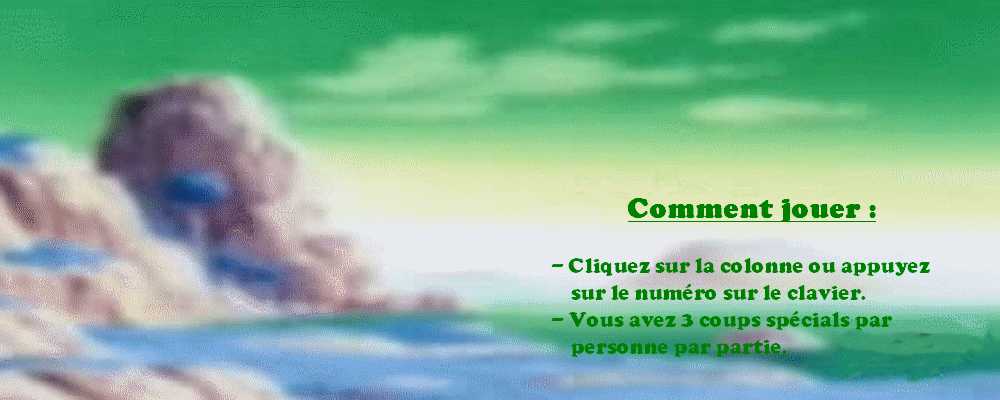 Comment jouer :
- Cliquez sur la colonne ou appuyez
sur le numéro sur le clavier.
- Vous avez 3 coups spécials par
personne par partie.